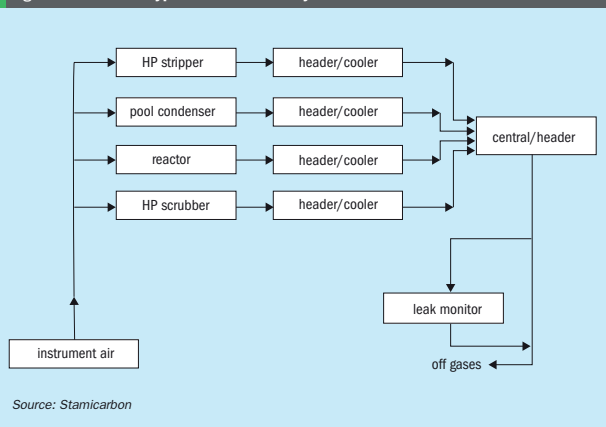 HP stripper
header/cooler
pool condenser
header/cooler
central/header
reactor
header/cooler
HP scrubber
header/cooler
leak monitor
instrument air
off gases
Source: Stamicarbon